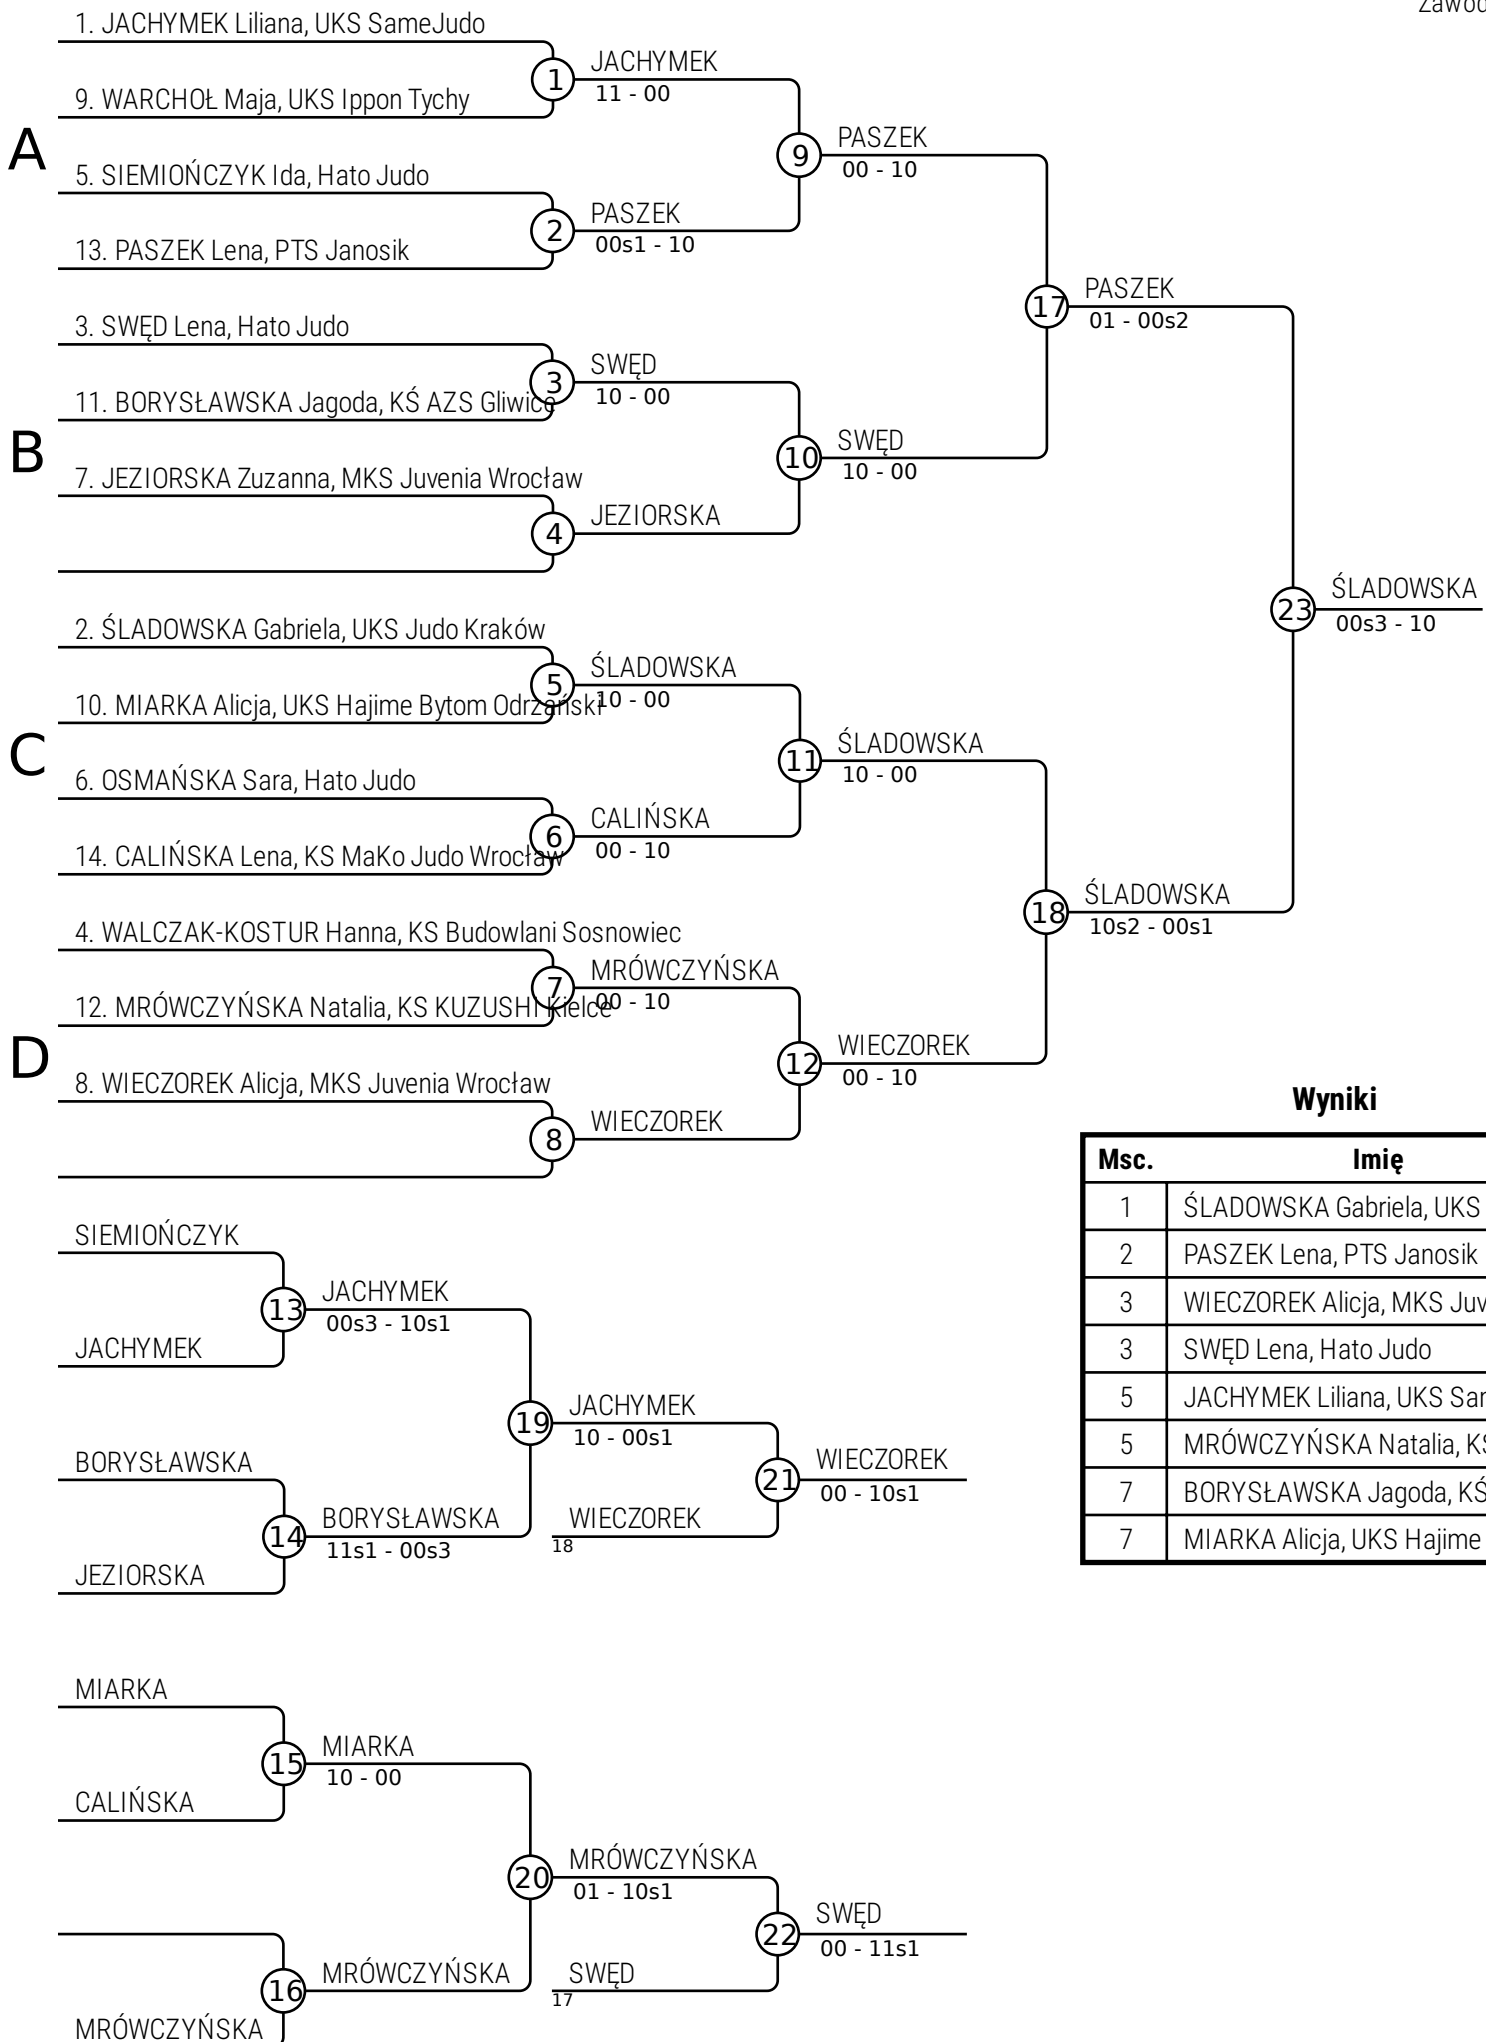 Zawod
1. JACHYMEK Liliana, UKS SameJudo
1
JACHYMEK
11 - 00
9. WARCHOŁ Maja, UKS Ippon Tychy
A
9
PASZEK
00 - 10
5. SIEMIOŃCZYK Ida, Hato Judo
2
PASZEK
00s1 - 10
13. PASZEK Lena, PTS Janosik
17
PASZEK
01 - 00s2
3. SWĘD Lena, Hato Judo
3
SWĘD
10 - 00
11. BORYSŁAWSKA Jagoda, KŚ AZS Gliwice
B
10
SWĘD
10 - 00
7. JEZIORSKA Zuzanna, MKS Juvenia Wrocław
4
JEZIORSKA
23
ŚLADOWSKA
00s3 - 10
2. ŚLADOWSKA Gabriela, UKS Judo Kraków
5
ŚLADOWSKA
10 - 00
10. MIARKA Alicja, UKS Hajime Bytom Odrzański
C
11
ŚLADOWSKA
10 - 00
6. OSMAŃSKA Sara, Hato Judo
6
CALIŃSKA
00 - 10
14. CALIŃSKA Lena, KS MaKo Judo Wrocław
18
ŚLADOWSKA
10s2 - 00s1
4. WALCZAK-KOSTUR Hanna, KS Budowlani Sosnowiec
7
MRÓWCZYŃSKA
00 - 10
12. MRÓWCZYŃSKA Natalia, KS KUZUSHI Kielce
D
12
WIECZOREK
00 - 10
8. WIECZOREK Alicja, MKS Juvenia Wrocław
8
WIECZOREK
Wyniki
Msc. Imię
1 ŚLADOWSKA Gabriela, UKS
2 PASZEK Lena, PTS Janosik
3 WIECZOREK Alicja, MKS Juv
3 SWĘD Lena, Hato Judo
5 JACHYMEK Liliana, UKS Sa
5 MRÓWCZYŃSKA Natalia, KS
7 BORYSŁAWSKA Jagoda, KŚ
7 MIARKA Alicja, UKS Hajime
SIEMIOŃCZYK
13
JACHYMEK
00s3 - 10s1
JACHYMEK
19
JACHYMEK
10 - 00s1
BORYSŁAWSKA
14
BORYSŁAWSKA
11s1 - 00s3
JEZIORSKA
21
WIECZOREK
00 - 10s1
WIECZOREK
18
MIARKA
15
MIARKA
10 - 00
CALIŃSKA
20
MRÓWCZYŃSKA
01 - 10s1
22
SWĘD
00 - 11s1
16
MRÓWCZYŃSKA
SWĘD
17
MRÓWCZYŃSKA